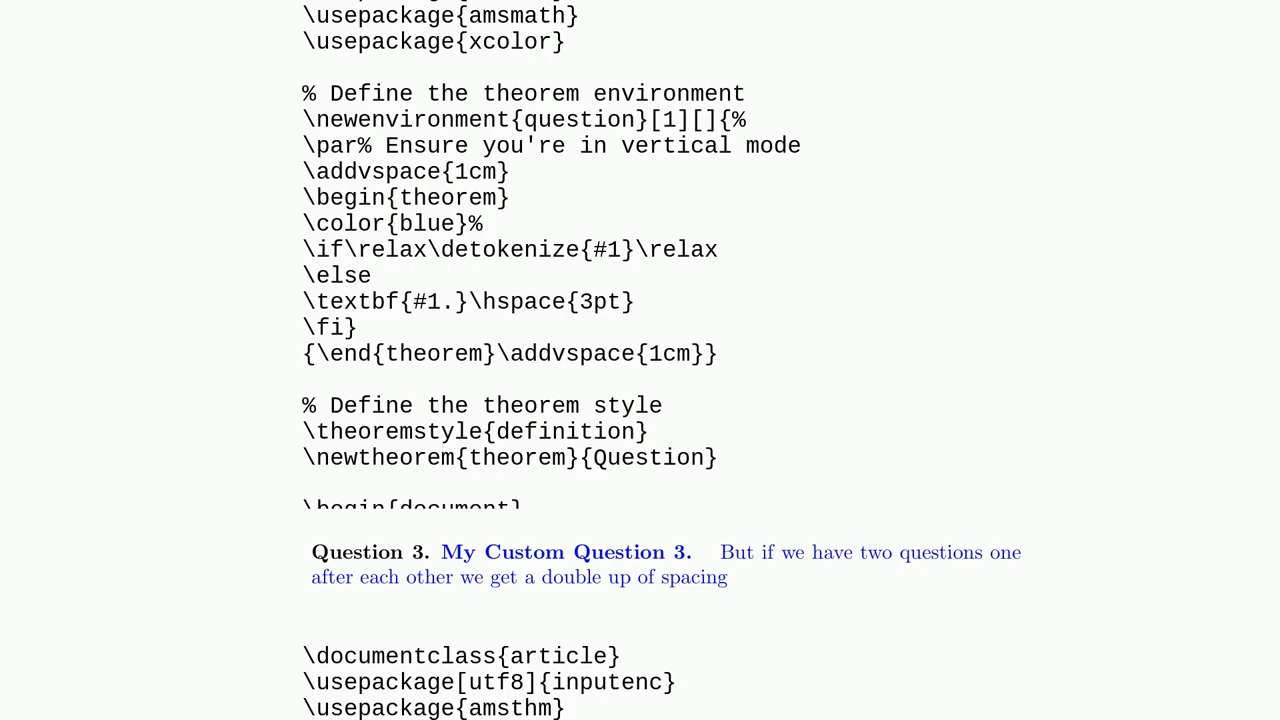 \usepackage{amsmath}
\usepackage{xcolor}
% Define the theorem environment
\newenvironment{question}[1][]{%
\par% Ensure you're in vertical mode
\addvspace{1cm}
\begin{theorem}
\color{blue}%
\if\relax\detokenize{#1}\relax
\else
\textbf{#1.}\hspace{3pt}
\fi}
{\end{theorem}\addvspace{1cm}}
% Define the theorem style
\theoremstyle{definition}
\newtheorem{theorem}{Question}
\begin{document}
Question 3. My Custom Question 3. But if we have two questions one
after each other we get a double up of spacing
\documentclass{article}
\usepackage[utf8]{inputenc}
\usepackage{amsthm}